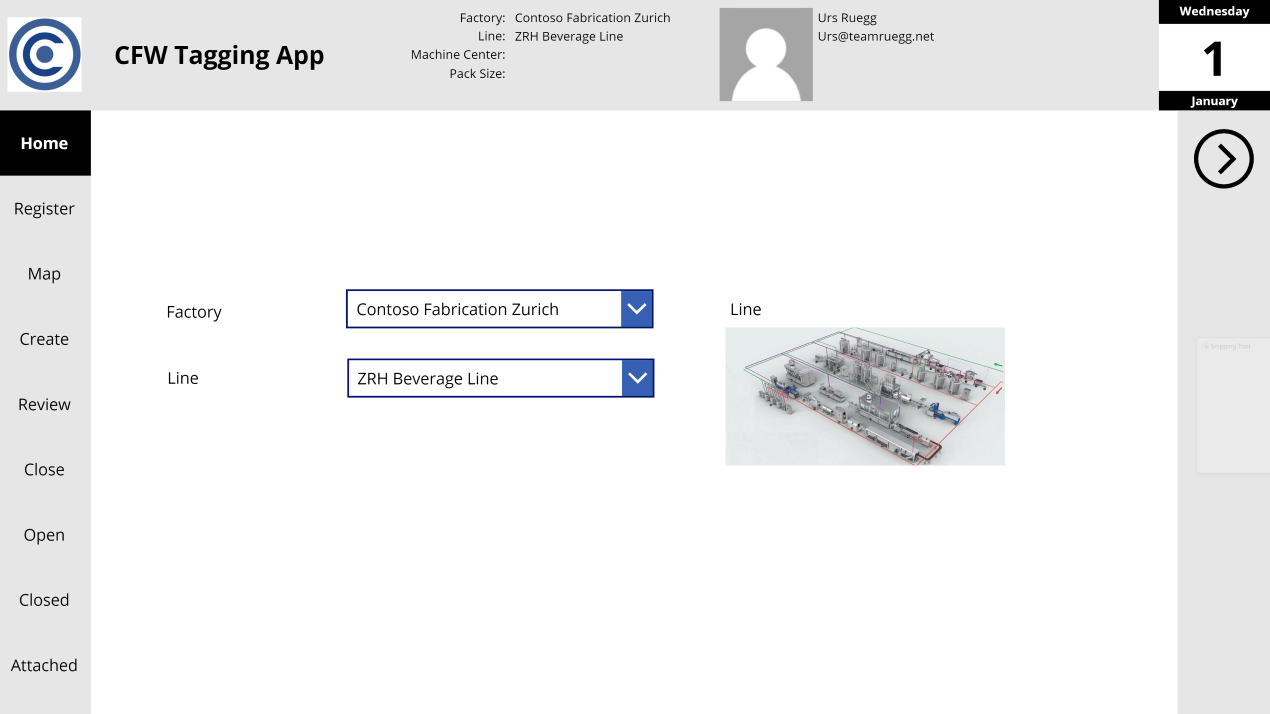 CFW Tagging App
Factory: Contoso Fabrication Zurich
Line: ZRH Beverage Line
Machine Center:
Pack Size:
Urs Ruegg
Urs@teamruegg.net
Wednesday
1
January
Home
Register
Map
Create
Review
Close
Open
Closed
Attached
Factory
Contoso Fabrication Zurich
Line
ZRH Beverage Line
Line
Snipping Tool